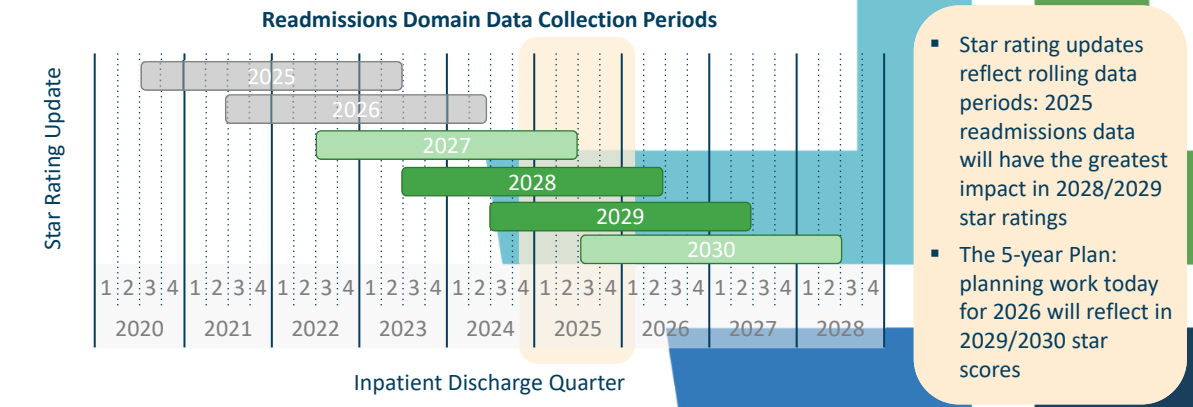 Readmissions Domain Data Collection Periods
Star Rating Update
2025
2026
2027
2028
2029
2030
1 2 3 4 1 2 3 4 1 2 3 4 1 2 3 4 1 2 3 4 1 2 3 4 1 2 3 4 1 2 3 4 1 2 3 4
2020 2021 2022 2023 2024 2025 2026 2027 2028
Inpatient Discharge Quarter
▪ Star rating updates
reflect rolling data
periods: 2025
readmissions data
will have the greatest
impact in 2028/2029
star ratings
▪ The 5-year Plan:
planning work today
for 2026 will reflect in
2029/2030 star
scores